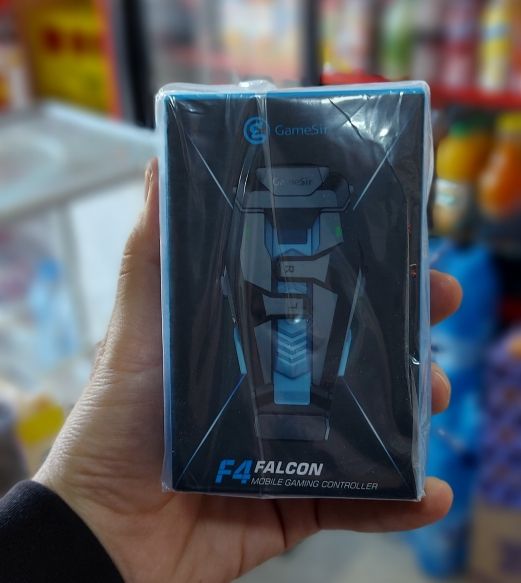 GameSir
GameSir
R
L
F4 FALCON
MOBILE GAMING CONTROLLER